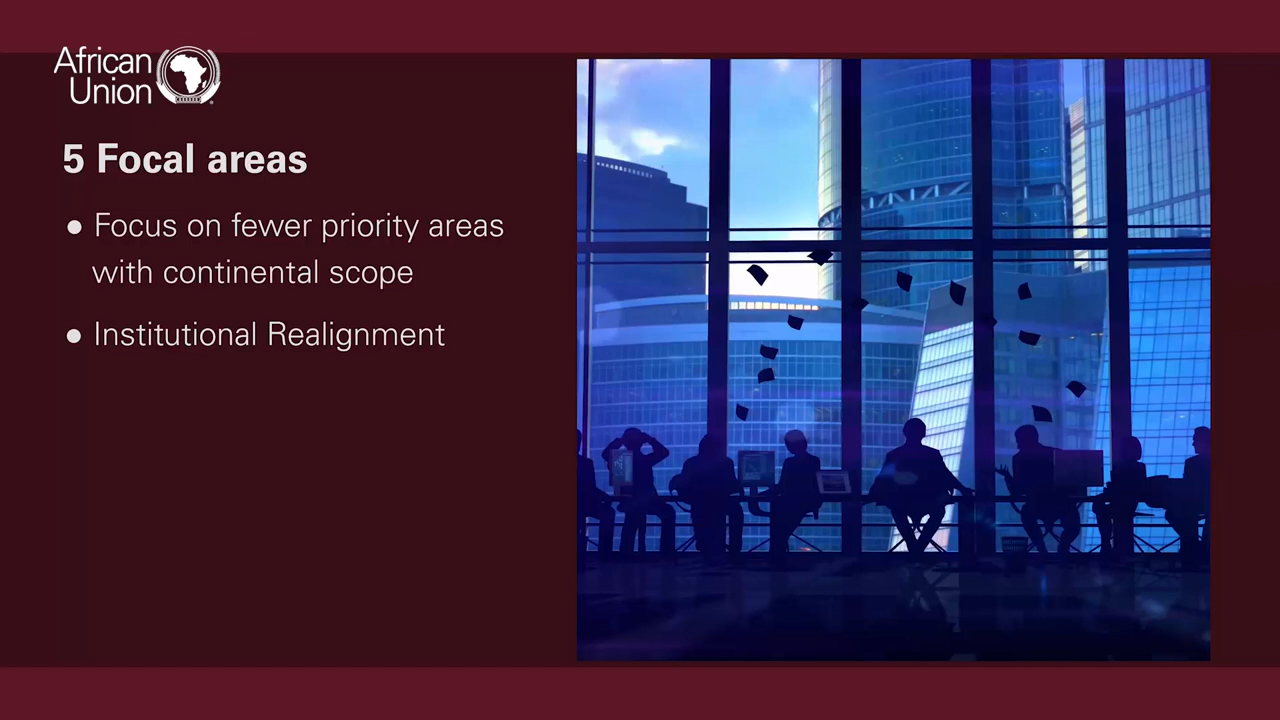 African
Union
5 Focal areas
● Focus on fewer priority areas
with continental scope
● Institutional Realignment